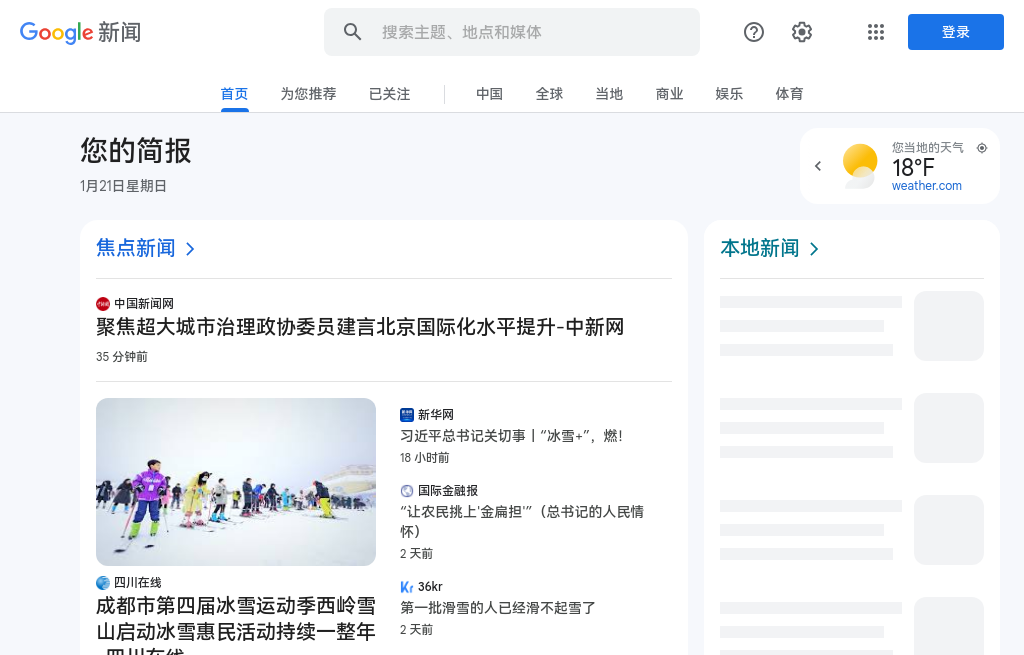 Google 新闻
搜索主题、地点和媒体
登录
首页
为您推荐
已关注
中国
全球
当地
商业
娱乐
体育
您的简报
1月21日星期日
您当地的天气
18°F
weather.com
焦点新闻
本地新闻
中国新闻网
聚焦超大城市治理政协委员建言北京国际化水平提升-中新网
35 分钟前
新华网
习近平总书记关切事丨“冰雪+”，燃！
18 小时前
国际金融报
“让农民挑上'金扁担'”（总书记的人民情
怀）
2 天前
36kr
第一批滑雪的人已经滑不起雪了
2 天前
四川在线
成都市第四届冰雪运动季西岭雪
山启动冰雪惠民活动持续一整年
-四川在线